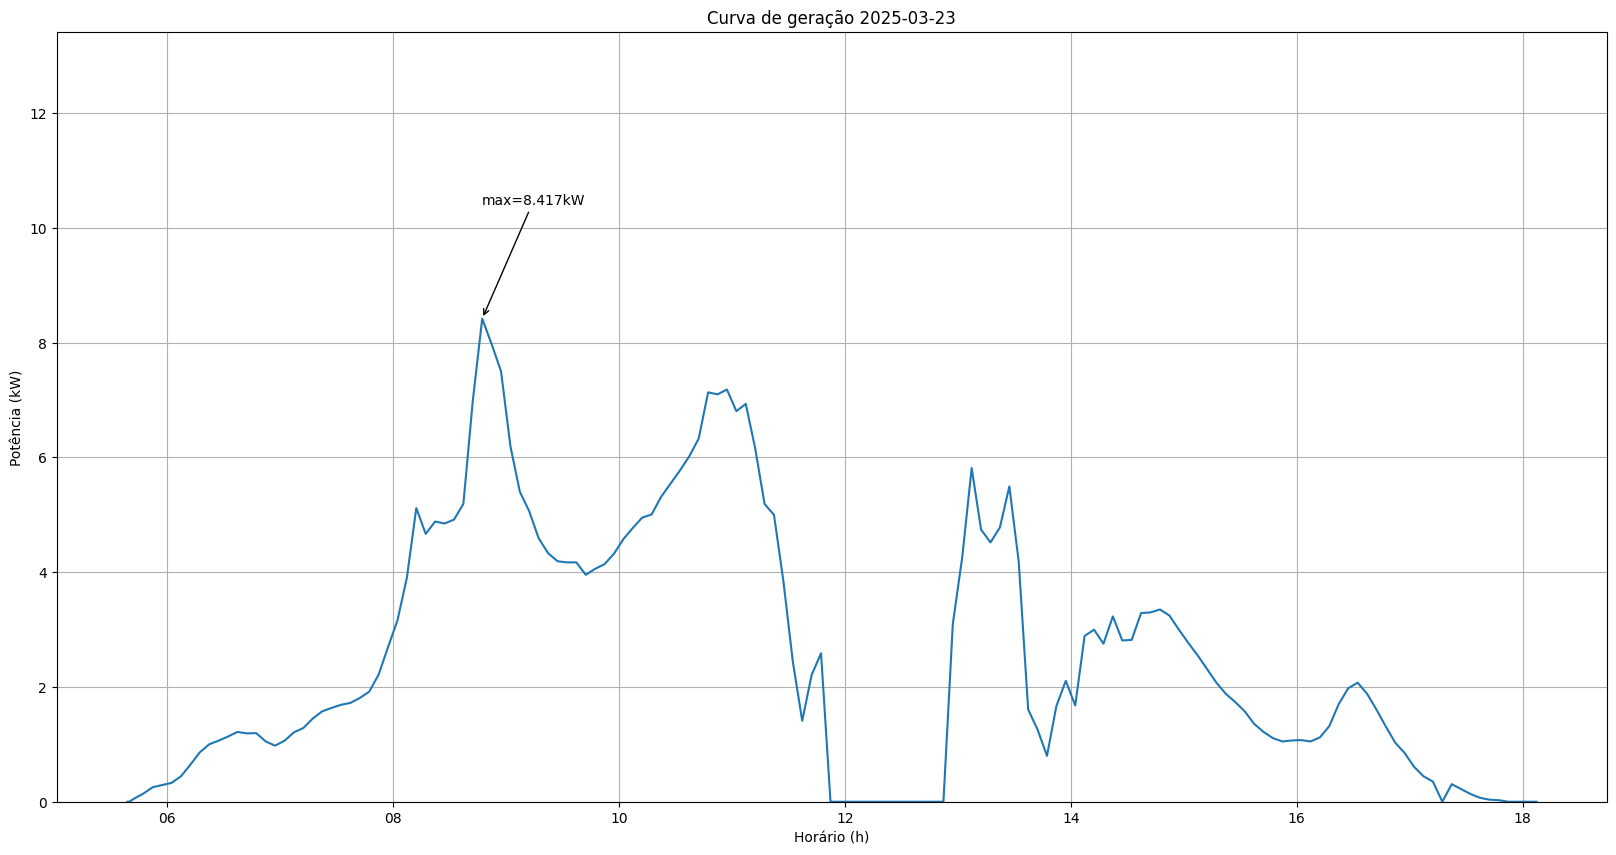 Curva de geração 2025-03-23
12
10
8
6
4
2
0
Potência (kW)
max=8.417kW
06 08 10 12 14 16 18
Horário (h)